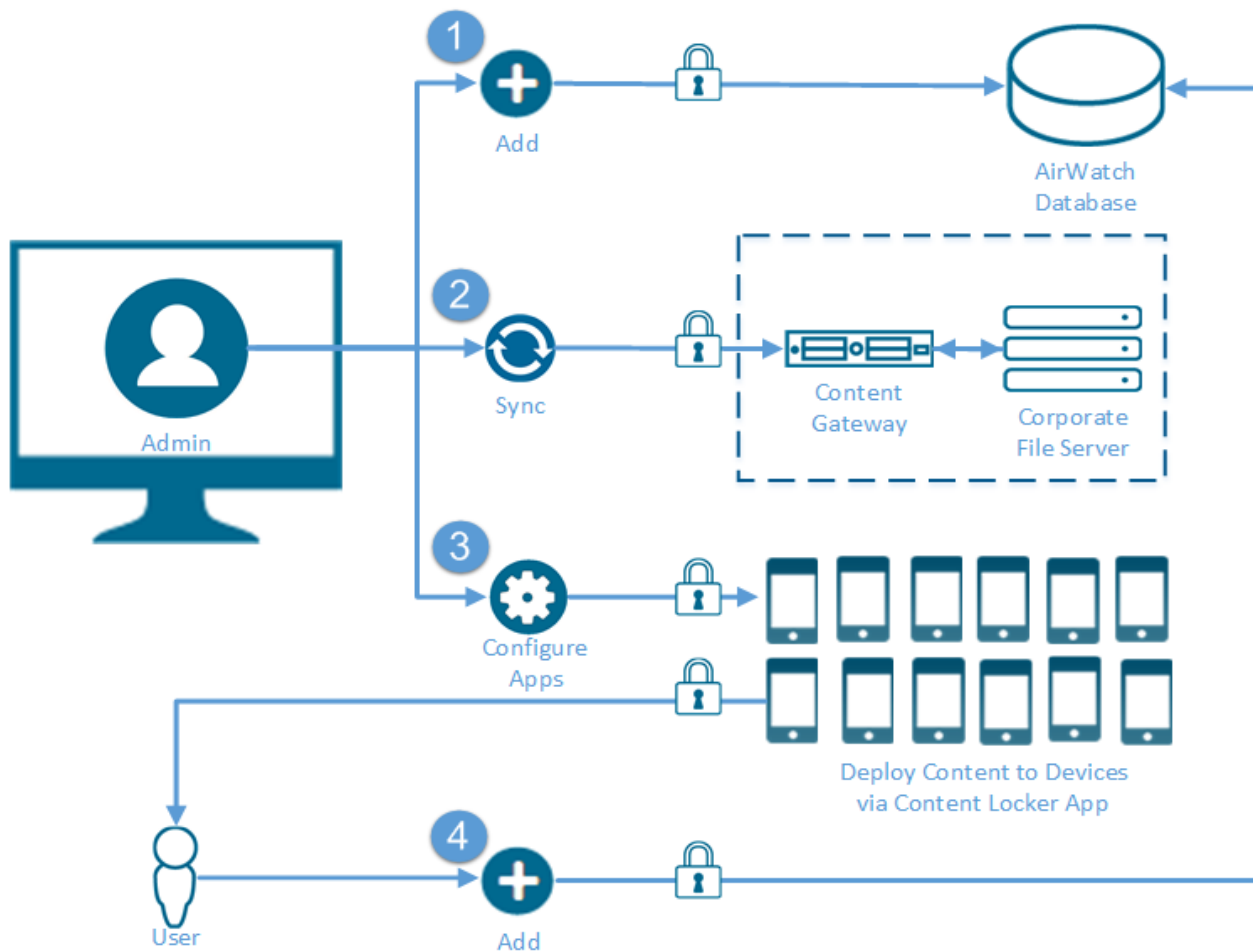 1
Add
AirWatch
Database
2
Sync
Content
Gateway
Corporate
File Server
Admin
3
Configure
Apps
Deploy Content to Devices
via Content Locker App
4
Add
User